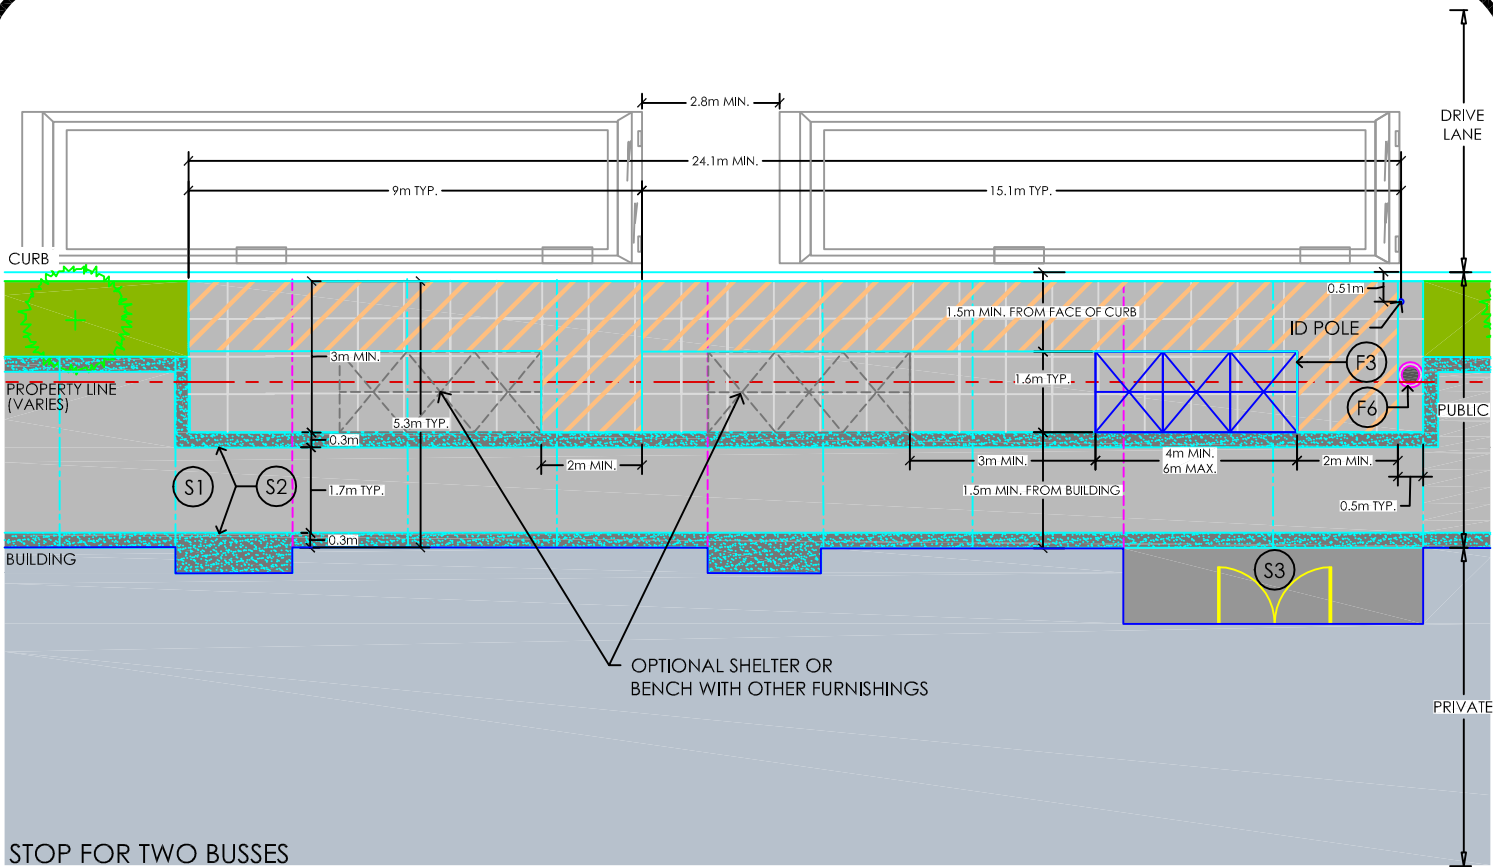 2.8m MIN.
DRIVE
LANE
24.1m MIN.
9m TYP.
15.1m TYP.
CURB
0.51m
1.5m MIN. FROM FACE OF CURB
ID POLE
3m MIN.
F3
1.6m TYP.
PROPERTY LINE
(VARIES)
F6
PUBLIC
5.3m TYP.
0.3m
2m MIN.
3m MIN.
4m MIN.
6m MAX.
2m MIN.
S1
S2
1.7m TYP.
1.5m MIN. FROM BUILDING
0.5m TYP.
0.3m
BUILDING
S3
OPTIONAL SHELTER OR
BENCH WITH OTHER FURNISHINGS
PRIVATE
STOP FOR TWO BUSSES